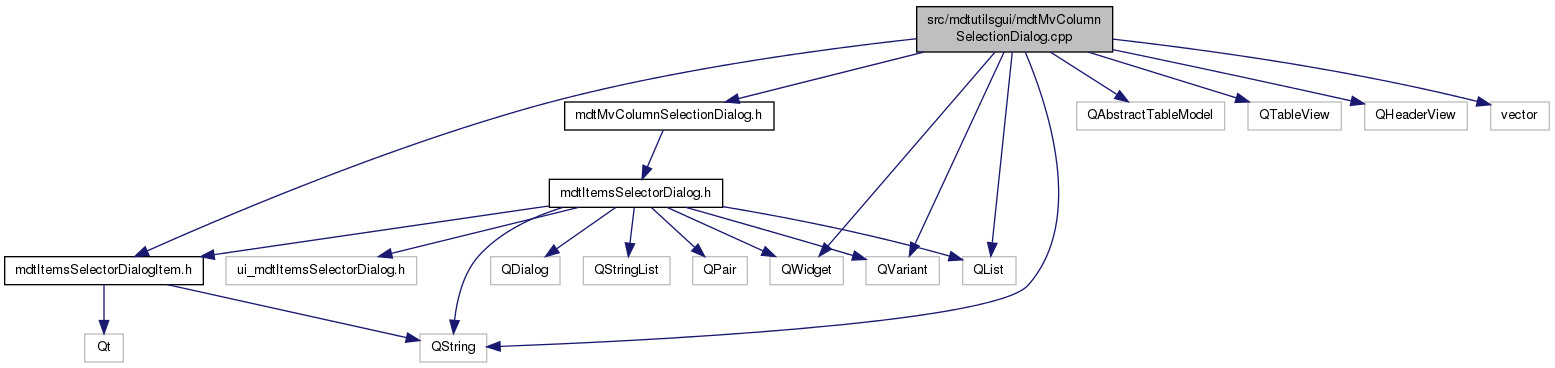 src/mdtutilsgui/mdtMvColumn
SelectionDialog.cpp
mdtMvColumnSelectionDialog.h
QAbstractTableModel
QTableView
QHeaderView
vector
mdtItemsSelectorDialog.h
mdtItemsSelectorDialogItem.h
ui_mdtItemsSelectorDialog.h
QDialog
QStringList
QPair
QWidget
QVariant
QList
Qt
QString